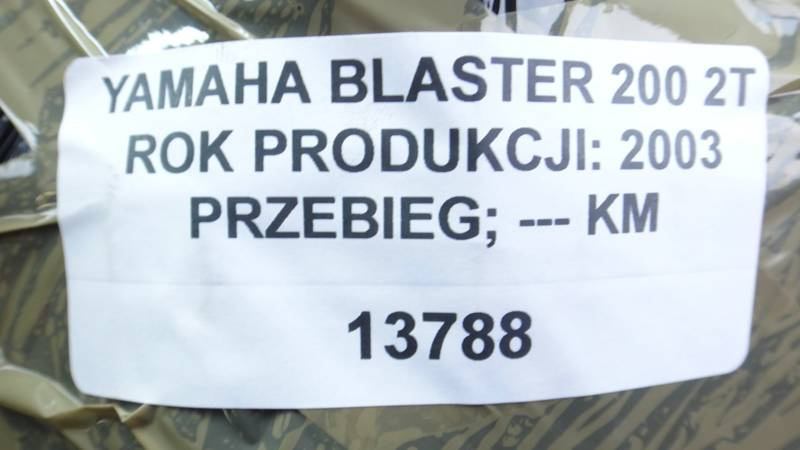 YAMAHA BLASTER 200 2T
ROK PRODUKCJI: 2003
PRZEBIEG; --- KM
13788